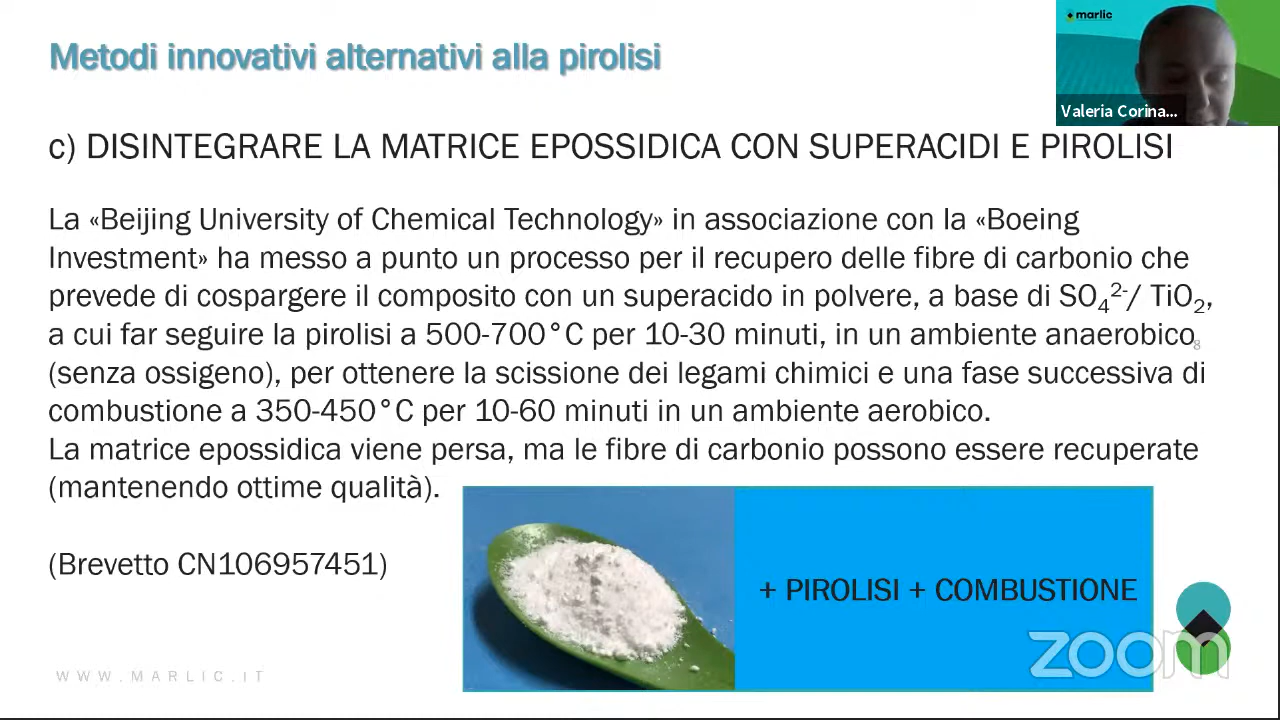 Metodi innovativi alternativi alla pirolisi
marlic
Valeria Corina...
c) DISINTEGRARE LA MATRICE EPOSSIDICA CON SUPERACIDI E PIROLISI
La «Beijing University of Chemical Technology» in associazione con la «Boeing
Investment» ha messo a punto un processo per il recupero delle fibre di carbonio che
prevede di cospargere il composito con un superacido in polvere, a base di SO₄²⁻/ TiO₂,
a cui far seguire la pirolisi a 500-700°C per 10-30 minuti, in un ambiente anaerobico
8
(senza ossigeno), per ottenere la scissione dei legami chimici e una fase successiva di
combustione a 350-450°C per 10-60 minuti in un ambiente aerobico.
La matrice epossidica viene persa, ma le fibre di carbonio possono essere recuperate
(mantenendo ottime qualità).
(Brevetto CN106957451)
+ PIROLISI + COMBUSTIONE
zoom
WWW.MARLIC.IT